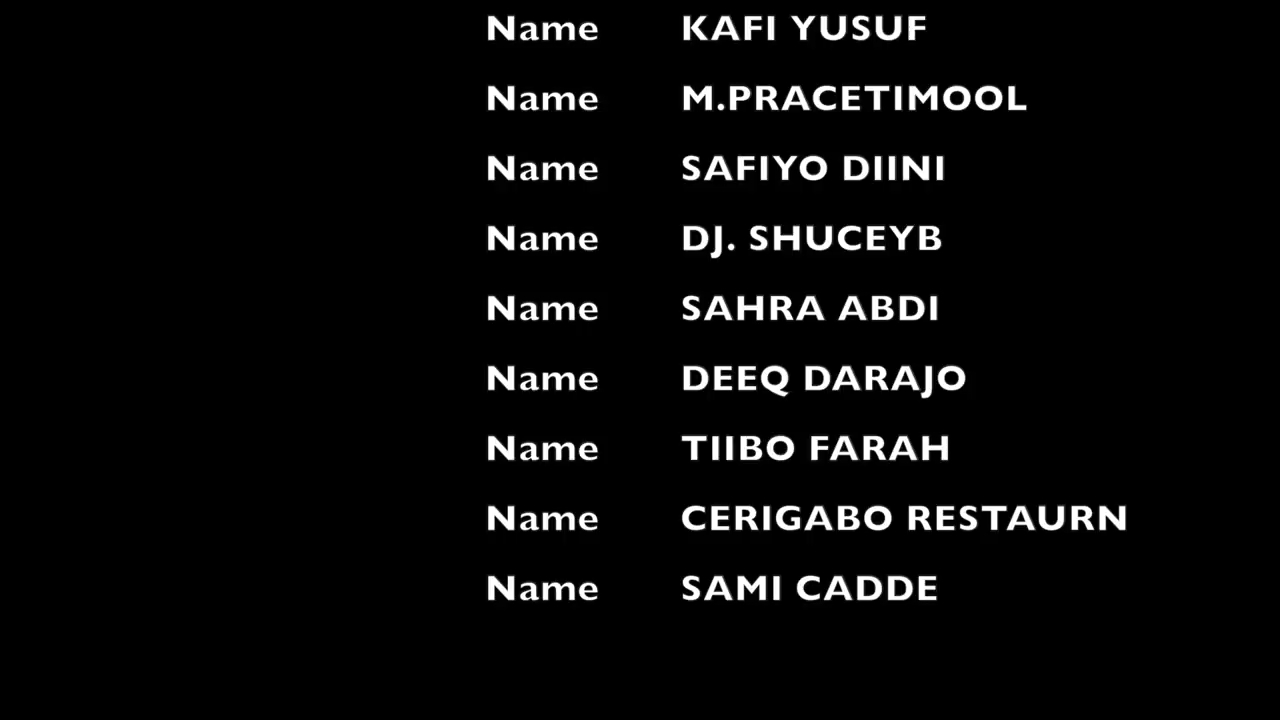 Name KAFI YUSUF
Name M.PRACETIMOOL
Name SAFIYO DIINI
Name DJ. SHUCEYB
Name SAHRA ABDI
Name DEEQ DARAJO
Name TIIBO FARAH
Name CERIGABO RESTAURN
Name SAMI CADDE